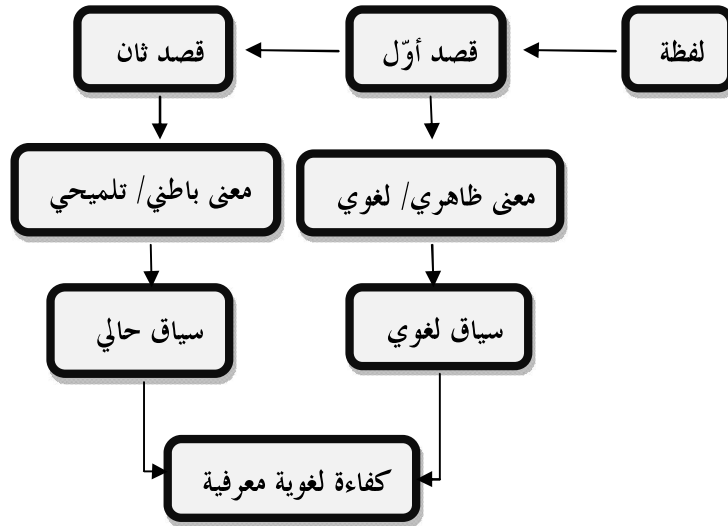 لفظة
قصد أوّل
قصد ثان
معنى ظاهري/ لغوي
معنى باطني/ تلميحي
سياق لغوي
سياق حالي
كفاءة لغوية معرفية